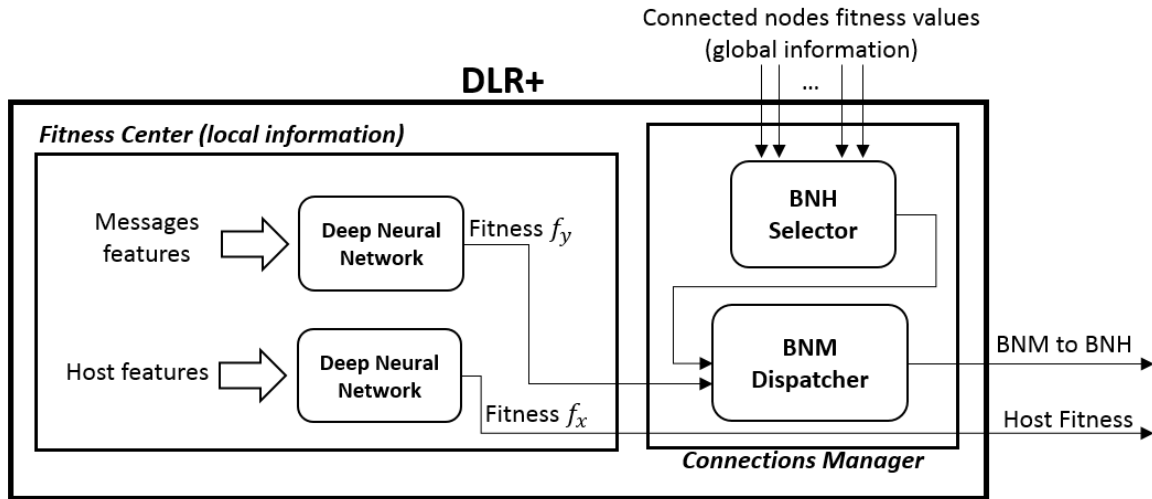 Connected nodes fitness values
(global information)
...
DLR+
Fitness Center (local information)
Messages
features
Deep Neural
Network
Fitness f_y
Host features
Deep Neural
Network
Fitness f_x
BNH
Selector
BNM
Dispatcher
Connections Manager
BNM to BNH
Host Fitness